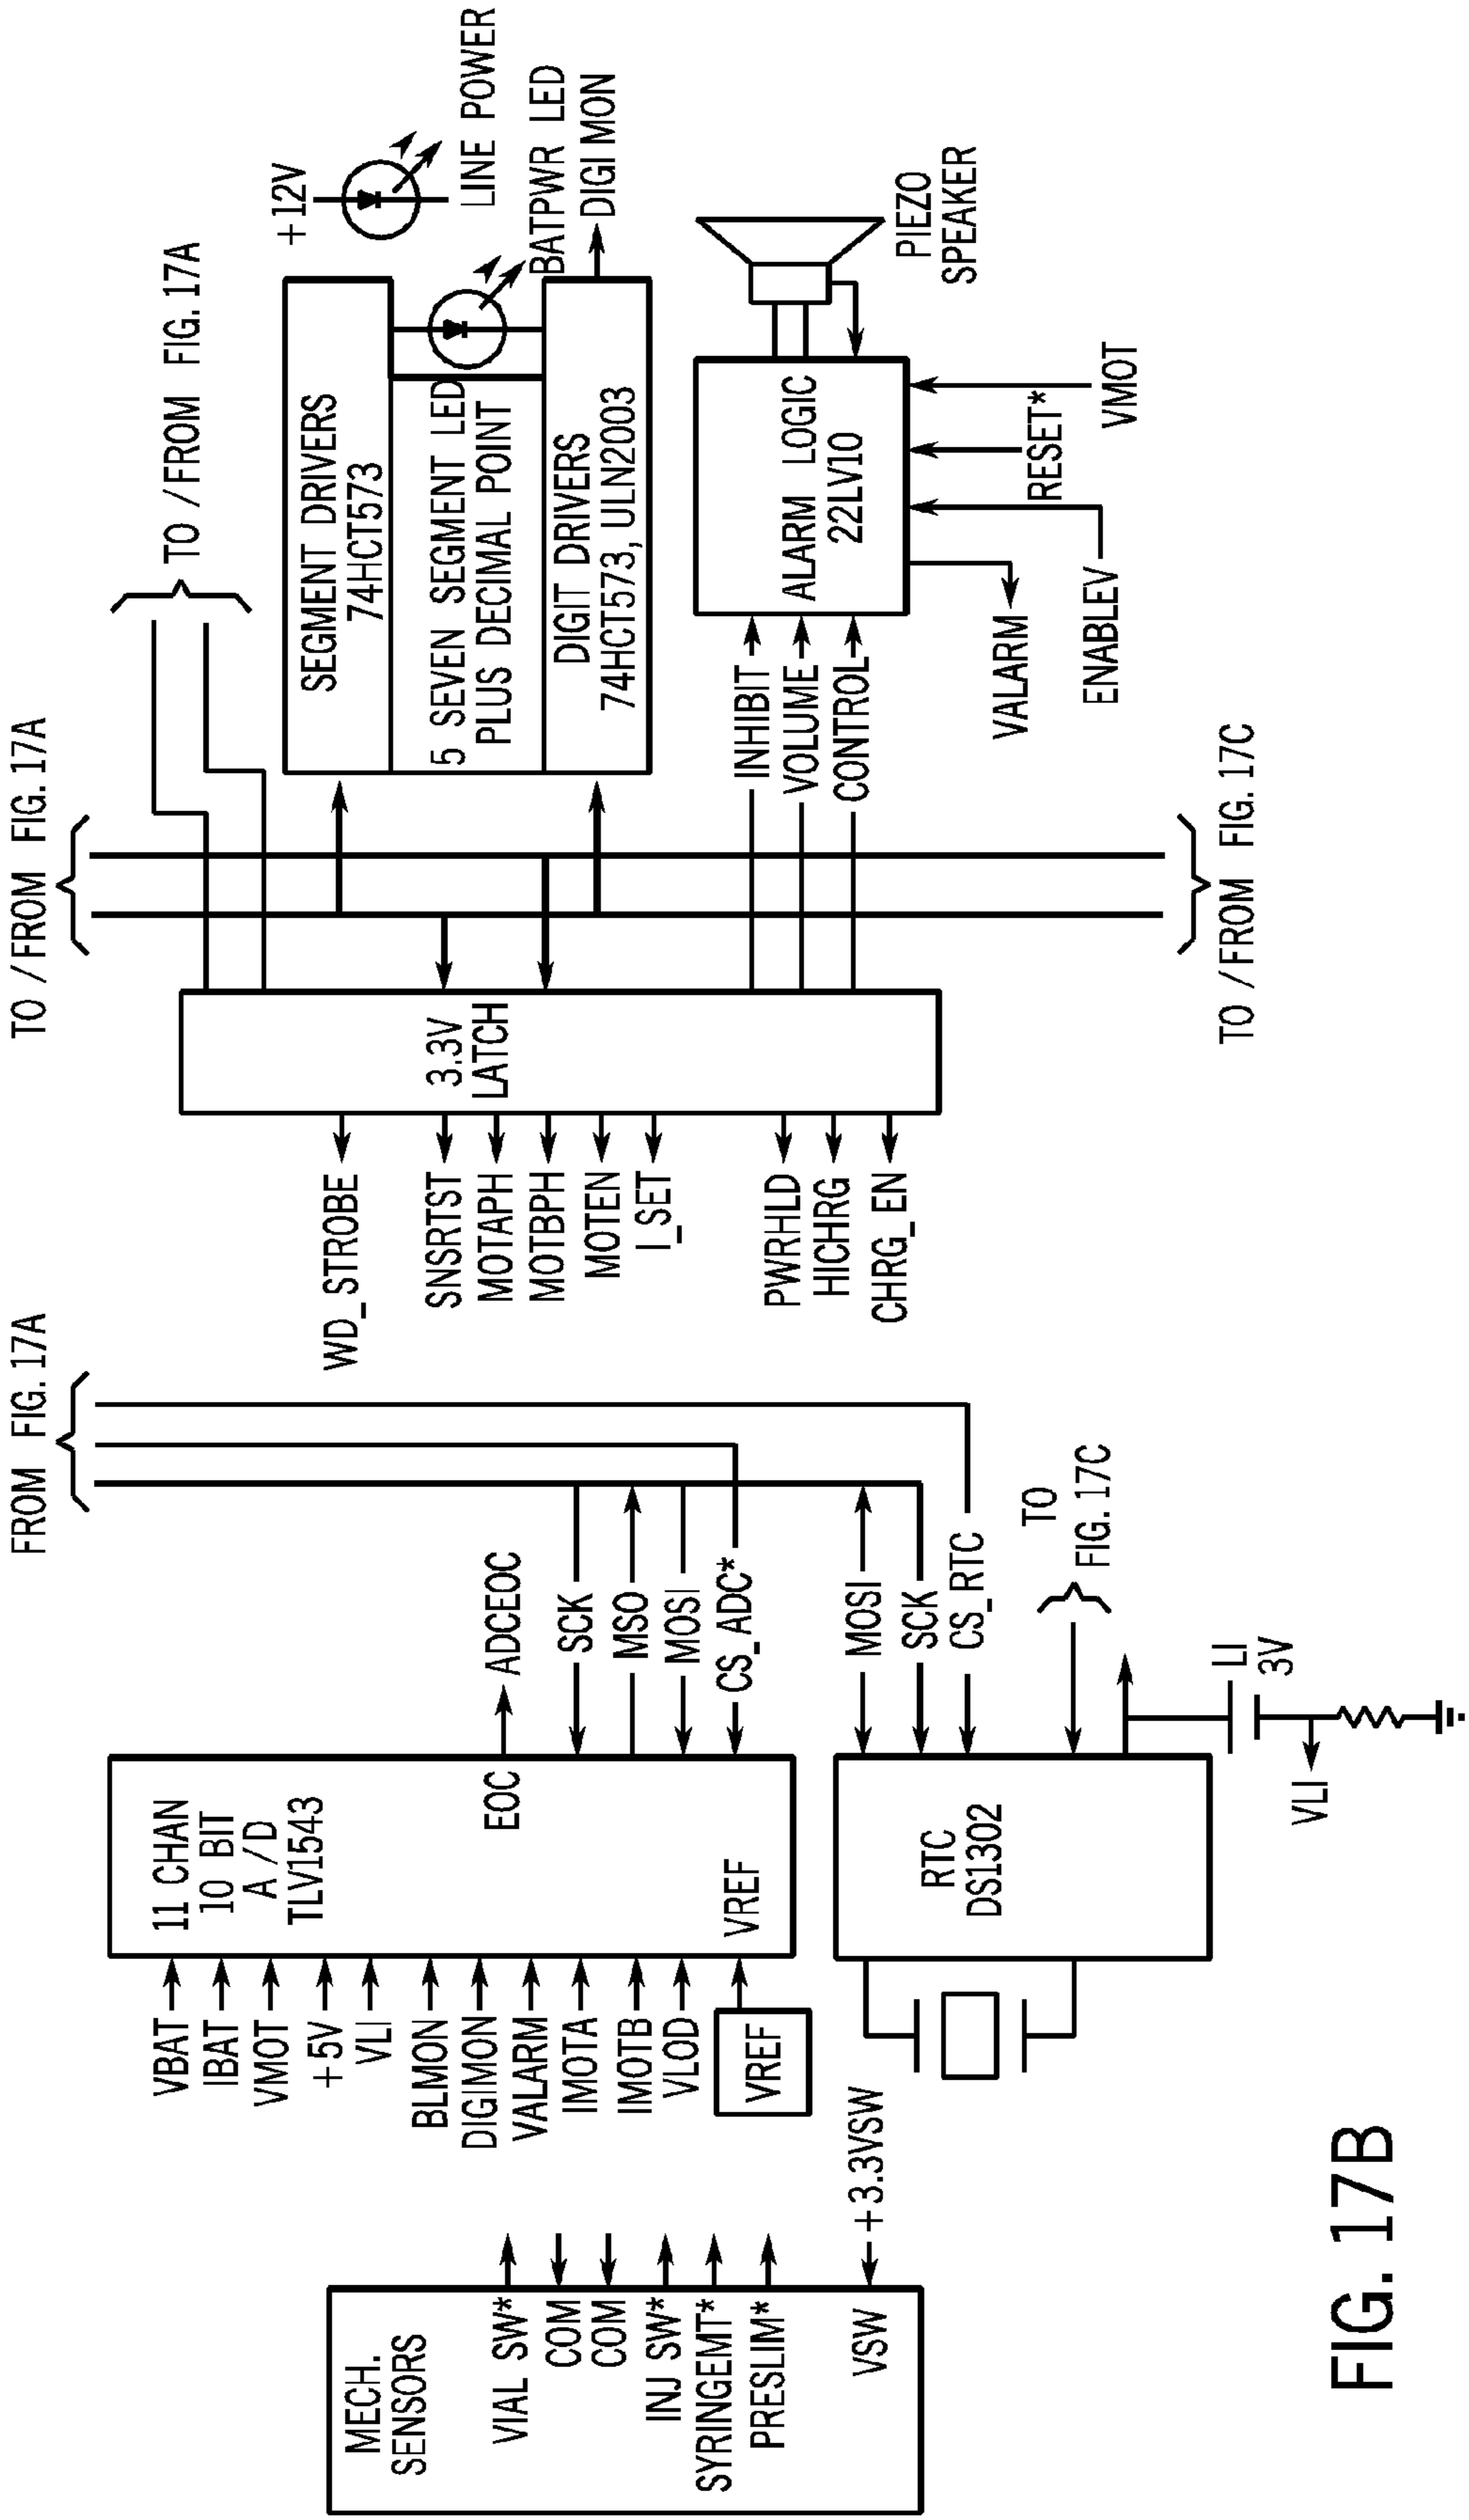 FROM FIG. 17A
TO / FROM FIG. 17A
TO / FROM FIG. 17A
MECH.
SENSORS
VIAL SW*
COM
COM
INJ SW*
SYRINGEMT*
PRESLIM*
VSW
+3.3VSW
VBAT
IBAT
VMOT
+5V
VLI
BLMON
DIGIMON
VALARM
IMOTA
IMOTB
VLOD
VREF
11 CHAN
10 BIT
A/D
TLV1543
EOC
VREF
ADCEOC
SCK
MSO
MOSI
CS_ADC*
RTC
DS1302
MOSI
SCK
CS_RTC
TO
FIG. 17C
LI
3V
VLI
WD_STROBE
SNSRTST
MOTAPH
MOTBPH
MOTEN
I_SET
PWRHLD
HICHRG
CHRG_EN
3.3V
LATCH
SEGMENT DRIVERS
74HCT573
5 SEVEN SEGMENT LED
PLUS DECIMAL POINT
DIGIT DRIVERS
74HCT573, ULN2003
+12V
LINE POWER
BATPWR LED
DIGI MON
INHIBIT
VOLUME
CONTROL
ALARM LOGIC
22LV10
PIEZO
SPEAKER
VALARM
ENABLEV
RESET*
VMOT
TO / FROM FIG. 17C
FIG. 17B